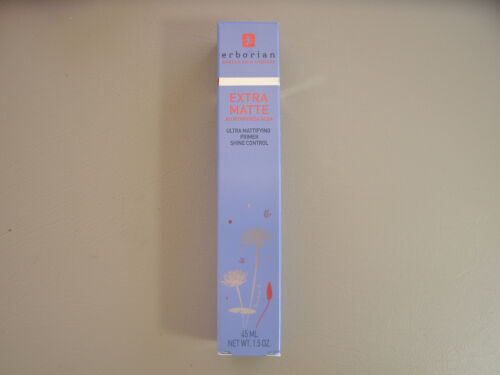 erborian
EXTRA
MATTE
ULTRA MATTIFYING
PRIMER
SHINE CONTROL
45 ML
NET WT. 1.5 OZ.